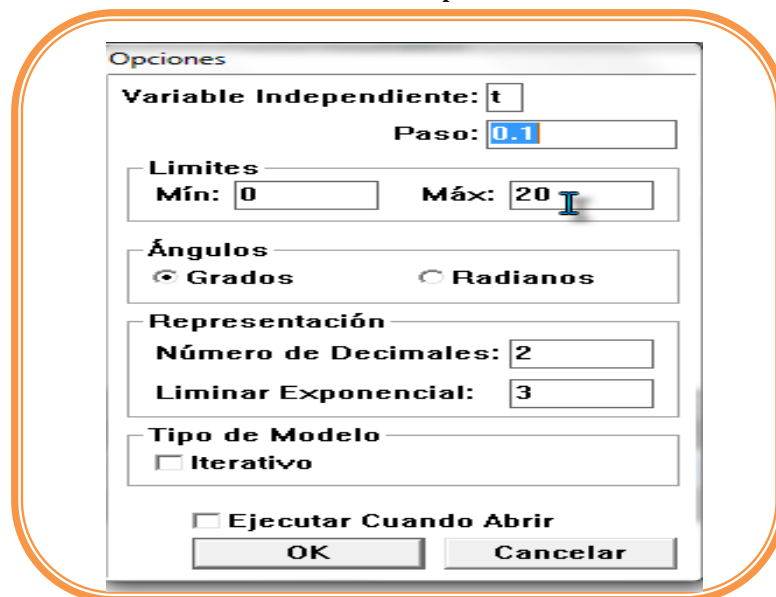 Opciones
Variable Independiente: t
Paso: 0.1
Limites
Mín: 0 Máx: 20
Ángulos
Grados Radianos
Representación
Número de Decimales: 2
Liminar Exponencial: 3
Tipo de Modelo
Iterativo
Ejecutar Cuando Abrir
OK Cancelar